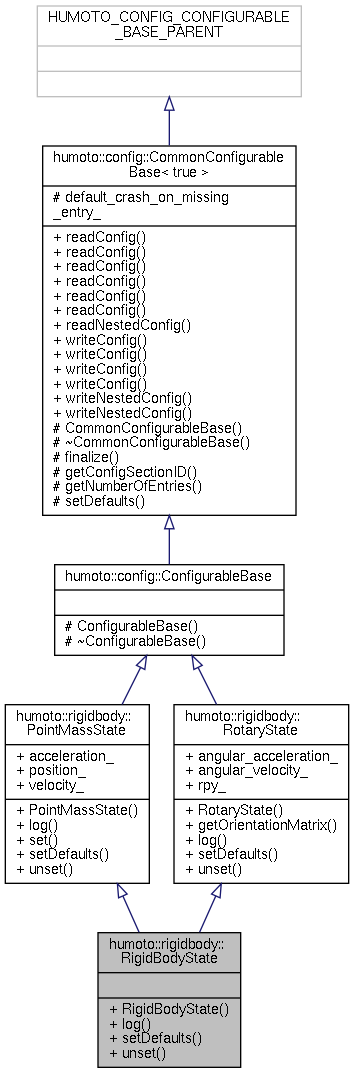 HUMOTO_CONFIG_CONFIGURABLE
_BASE_PARENT
humoto::config::CommonConfigurable
Base< true >
# default_crash_on_missing
_entry_
+ readConfig()
+ readConfig()
+ readConfig()
+ readConfig()
+ readConfig()
+ readConfig()
+ readNestedConfig()
+ writeConfig()
+ writeConfig()
+ writeConfig()
+ writeConfig()
+ writeNestedConfig()
+ writeNestedConfig()
# CommonConfigurableBase()
# ~CommonConfigurableBase()
# finalize()
# getConfigSectionID()
# getNumberOfEntries()
# setDefaults()
humoto::config::ConfigurableBase
# ConfigurableBase()
# ~ConfigurableBase()
humoto::rigidbody::
PointMassState
+ acceleration_
+ position_
+ velocity_
+ PointMassState()
+ log()
+ set()
+ setDefaults()
+ unset()
humoto::rigidbody::
RotaryState
+ angular_acceleration_
+ angular_velocity_
+ rpy_
+ RotaryState()
+ getOrientationMatrix()
+ log()
+ setDefaults()
+ unset()
humoto::rigidbody::
RigidBodyState
+ RigidBodyState()
+ log()
+ setDefaults()
+ unset()